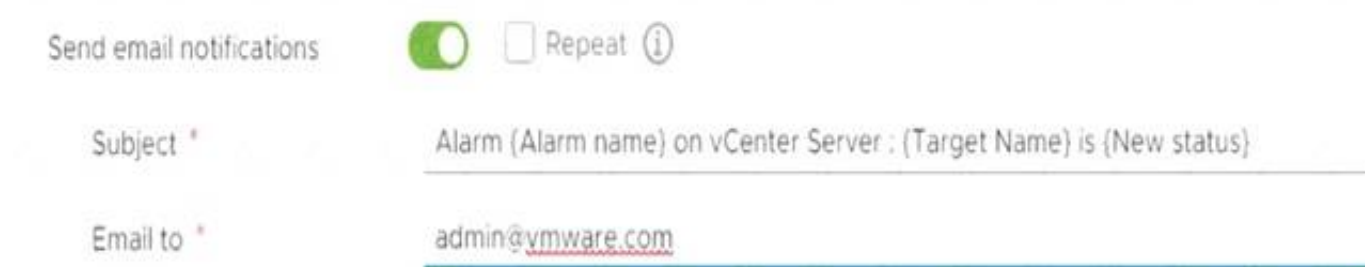 Send email notifications Repeat
Subject * Alarm {Alarm name} on vCenter Server : {Target Name} is {New status}
Email to * admin@vmware.com